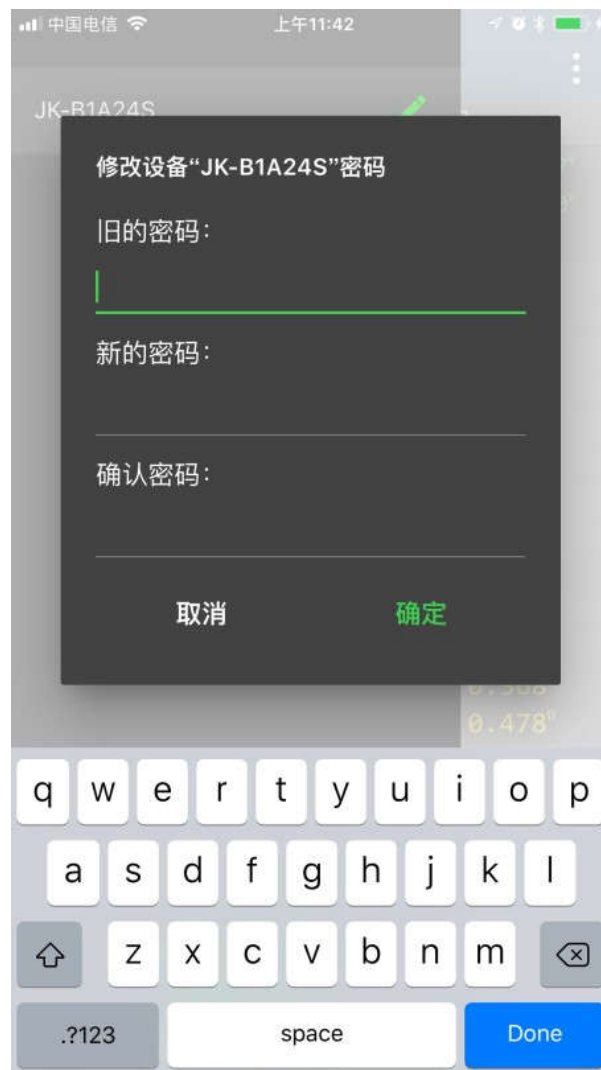 中国电信 上午11:42
JK-B1A24S
修改设备“JK-B1A24S”密码
旧的密码：
新的密码：
确认密码：
取消 确定
0.478
q w e r t y u i o p
a s d f g h j k l
z x c v b n m
.?123 space Done